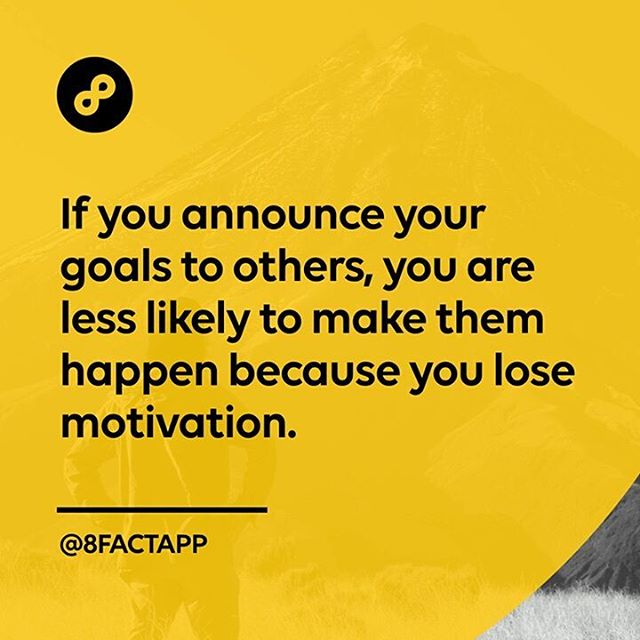 If you announce your
goals to others, you are
less likely to make them
happen because you lose
motivation.
@8FACTAPP